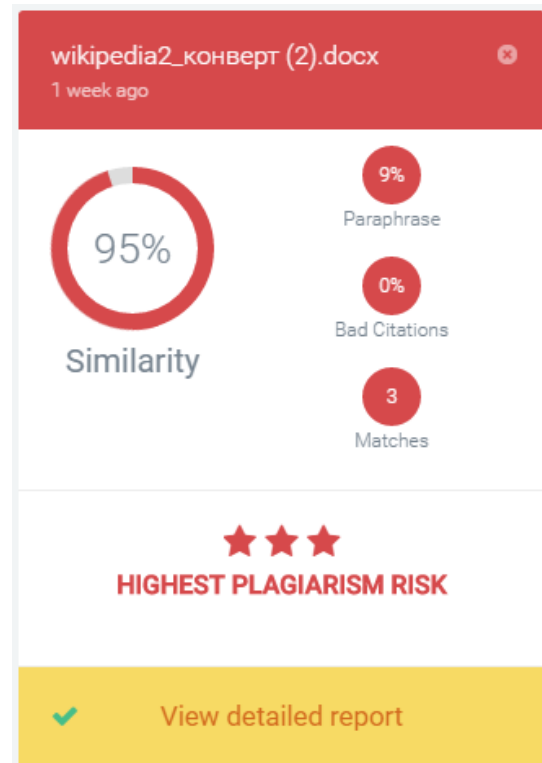 wikipedia2_конверт (2).docx
1 week ago
95%
Similarity
9%
Paraphrase
0%
Bad Citations
3
Matches
HIGHEST PLAGIARISM RISK
View detailed report